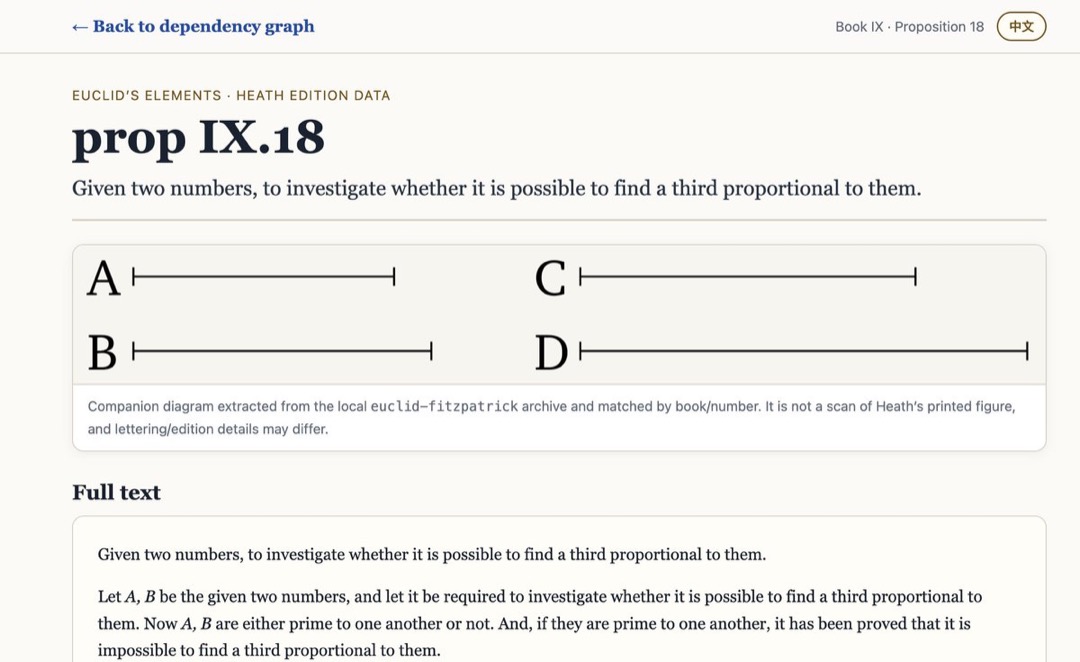 ← Back to dependency graph
Book IX · Proposition 18
中文
EUCLID'S ELEMENTS · HEATH EDITION DATA
prop IX.18
Given two numbers, to investigate whether it is possible to find a third proportional to them.
A
C
B
D
Companion diagram extracted from the local euclid-fitzpatrick archive and matched by book/number. It is not a scan of Heath's printed figure,
and lettering/edition details may differ.
Full text
Given two numbers, to investigate whether it is possible to find a third proportional to them.
Let A, B be the given two numbers, and let it be required to investigate whether it is possible to find a third proportional to
them. Now A, B are either prime to one another or not. And, if they are prime to one another, it has been proved that it is
impossible to find a third proportional to them.